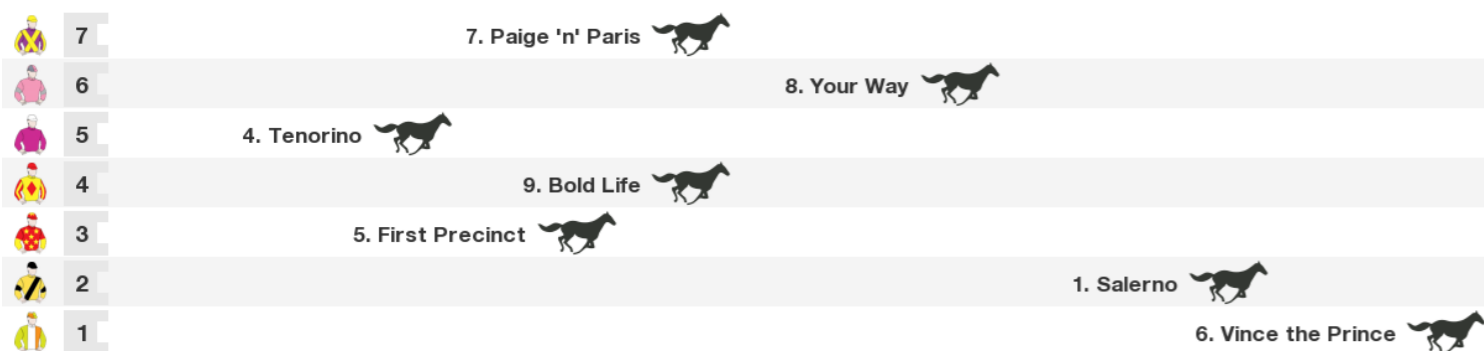 7 7. Paige 'n' Paris
6 8. Your Way
5 4. Tenorino
4 9. Bold Life
3 5. First Precinct
2 1. Salerno
1 6. Vince the Prince